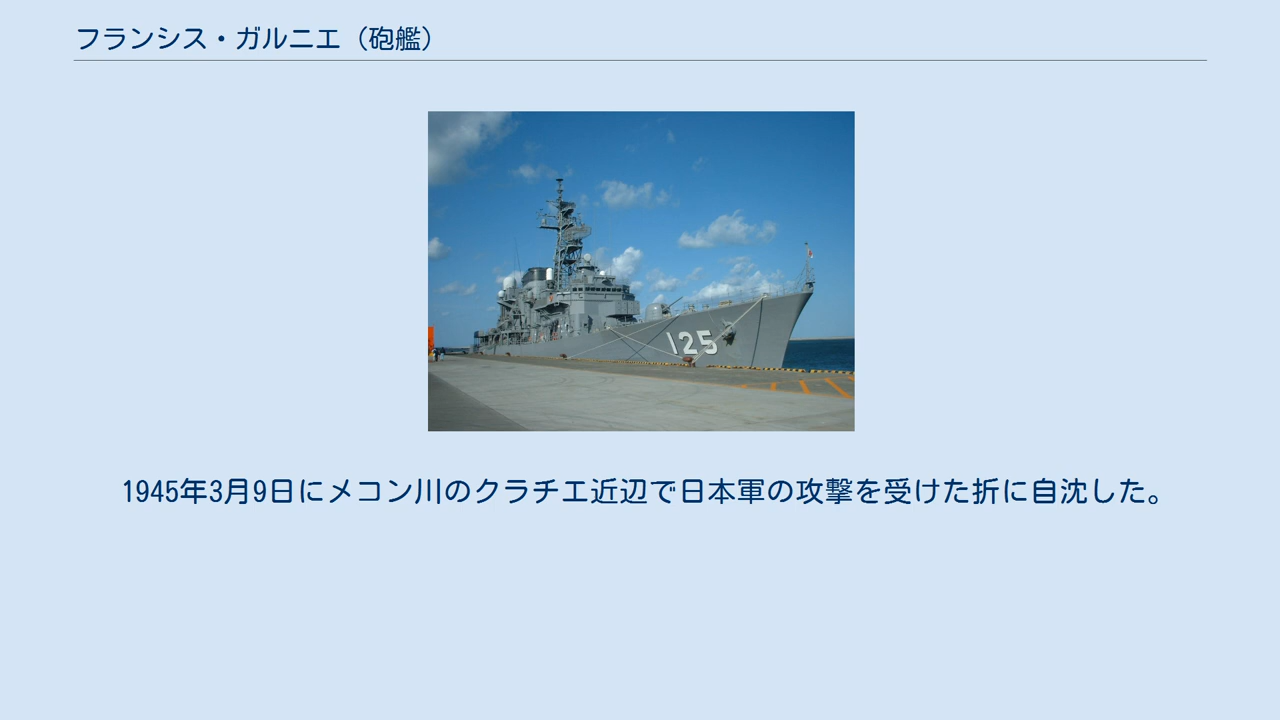 フランシス・ガルニエ（砲艦）
125
1945年3月9日にメコン川のクラチエ近辺で日本軍の攻撃を受けた折に自沈した。